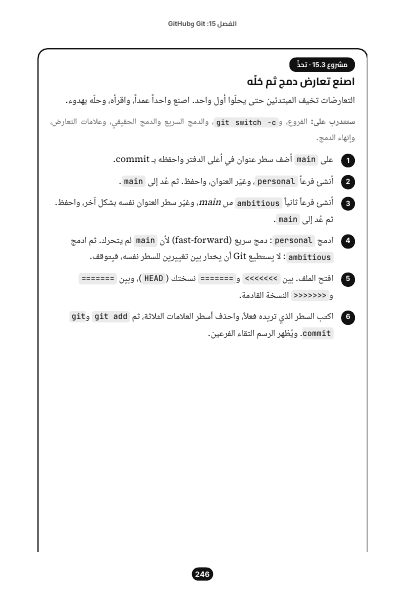 الفصل 15: Git وGitHub
مشروع 15.3 · تحدٍّ
اصنع تعارض دمج ثم حُلّه
التعارضات تخيف المبتدئين حتى يحلّوا أول واحد. اصنع واحداً عمداً، واقرأه، وحلّه بهدوء.
ستتدرب على: الفروع، و git switch -c، والدمج السريع والدمج الحقيقي، وعلامات التعارض،
وإنهاء الدمج.
1 على main أضف سطر عنوان في أعلى الدفتر واحفظه بـ commit.
2 أنشئ فرعاً personal، وغيّر العنوان، واحفظ. ثم عُد إلى main.
3 أنشئ فرعاً ثانياً ambitious من main، وغيّر سطر العنوان نفسه بشكل آخر، واحفظ.
ثم عُد إلى main.
4 ادمج personal: دمج سريع (fast-forward) لأن main لم يتحرك. ثم ادمج
ambitious: لا يستطيع Git أن يختار بين تغييرين للسطر نفسه، فيتوقف.
5 افتح الملف. بين <<<<<<< و ======= نسختك (HEAD)، وبين =======
و >>>>>>> النسخة القادمة.
6 اكتب السطر الذي تريده فعلاً، واحذف أسطر العلامات الثلاثة، ثم git add و git
commit. ويُظهر الرسم التقاء الفرعين.
246